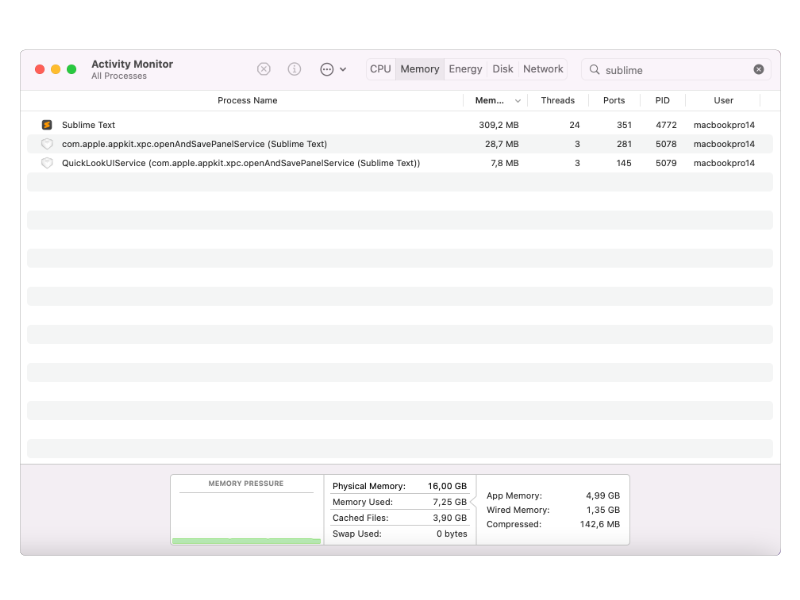 Activity Monitor
All Processes
CPU Memory Energy Disk Network
sublime
Process Name Mem... Threads Ports PID User
Sublime Text 309,2 MB 24 351 4772 macbookpro14
com.apple.appkit.xpc.openAndSavePanelService (Sublime Text) 28,7 MB 3 281 5078 macbookpro14
QuickLookUIService (com.apple.appkit.xpc.openAndSavePanelService (Sublime Text)) 7,8 MB 3 145 5079 macbookpro14
MEMORY PRESSURE
Physical Memory: 16,00 GB
Memory Used: 7,25 GB
Cached Files: 3,90 GB
Swap Used: 0 bytes
App Memory: 4,99 GB
Wired Memory: 1,35 GB
Compressed: 142,6 MB